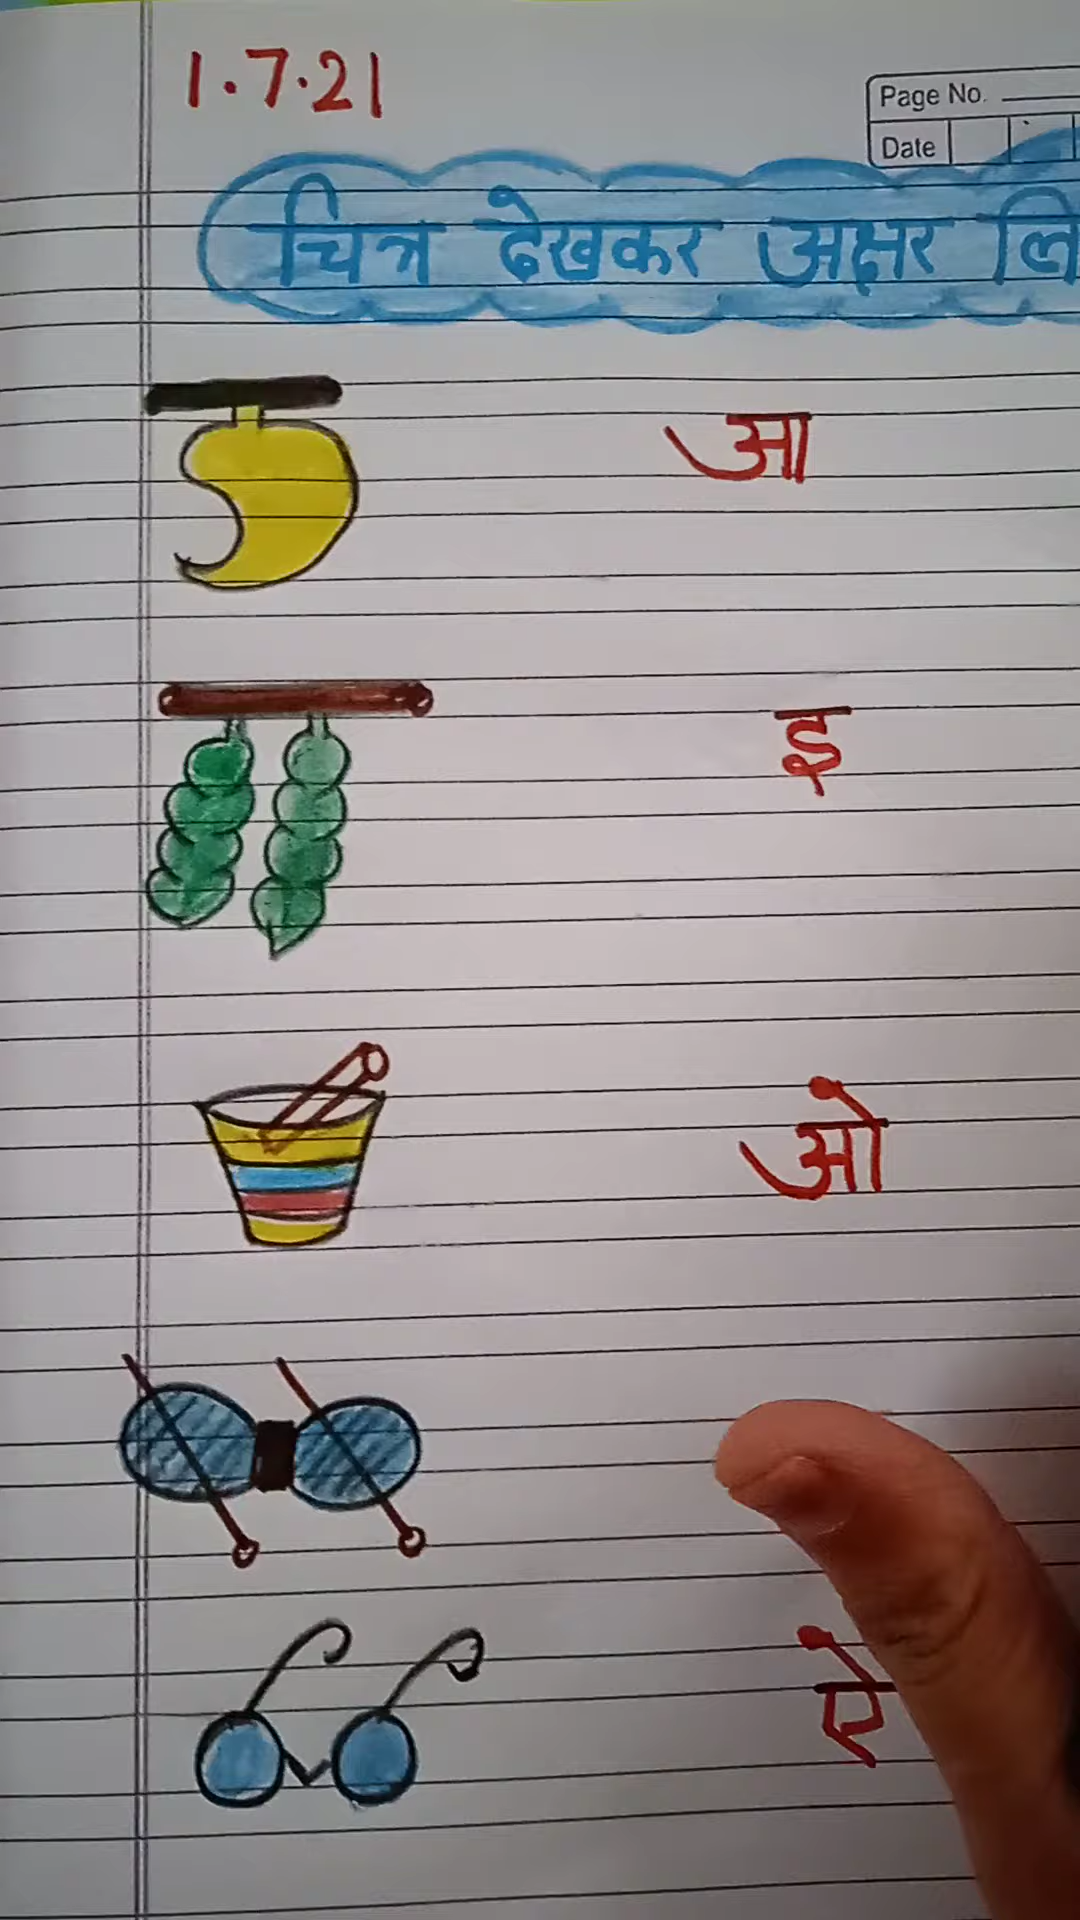 1.7.21
Page No.
Date
चित्र देखकर अक्षर लि
आ
इ
ओ
ऐ